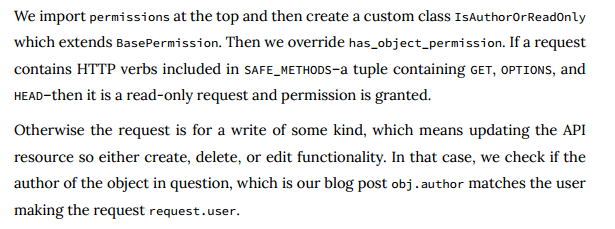 We import permissions at the top and then create a custom class IsAuthorOrReadOnly
which extends BasePermission. Then we override has_object_permission. If a request
contains HTTP verbs included in SAFE_METHODS–a tuple containing GET, OPTIONS, and
HEAD–then it is a read-only request and permission is granted.
Otherwise the request is for a write of some kind, which means updating the API
resource so either create, delete, or edit functionality. In that case, we check if the
author of the object in question, which is our blog post obj.author matches the user
making the request request.user.